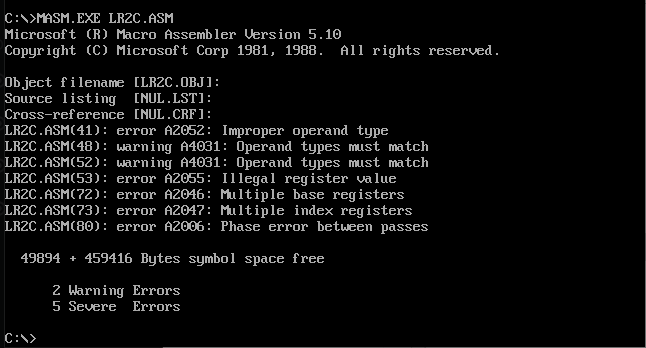 C:\>MASM.EXE LR2C.ASM
Microsoft (R) Macro Assembler Version 5.10
Copyright (C) Microsoft Corp 1981, 1988.  All rights reserved.

Object filename [LR2C.OBJ]:
Source listing  [NUL.LST]:
Cross-reference [NUL.CRF]:
LR2C.ASM(41): error A2052: Improper operand type
LR2C.ASM(48): warning A4031: Operand types must match
LR2C.ASM(52): warning A4031: Operand types must match
LR2C.ASM(53): error A2055: Illegal register value
LR2C.ASM(72): error A2046: Multiple base registers
LR2C.ASM(73): error A2047: Multiple index registers
LR2C.ASM(80): error A2006: Phase error between passes

  49894 + 459416 Bytes symbol space free

      2 Warning Errors
      5 Severe  Errors

C:\>